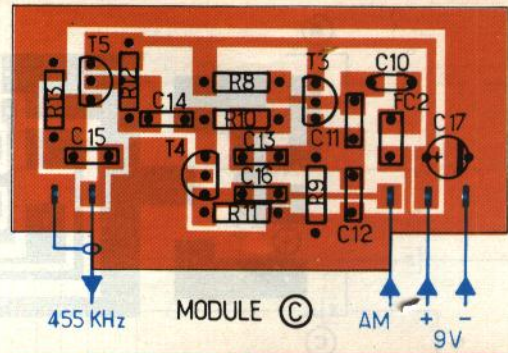 T5
R13
R12
C14
C15
R8
R10
T4
C13
C16
R11
T3
C10
C11
FC2
C17
+
R9
C12
455 KHz
MODULE C
AM + -
9V